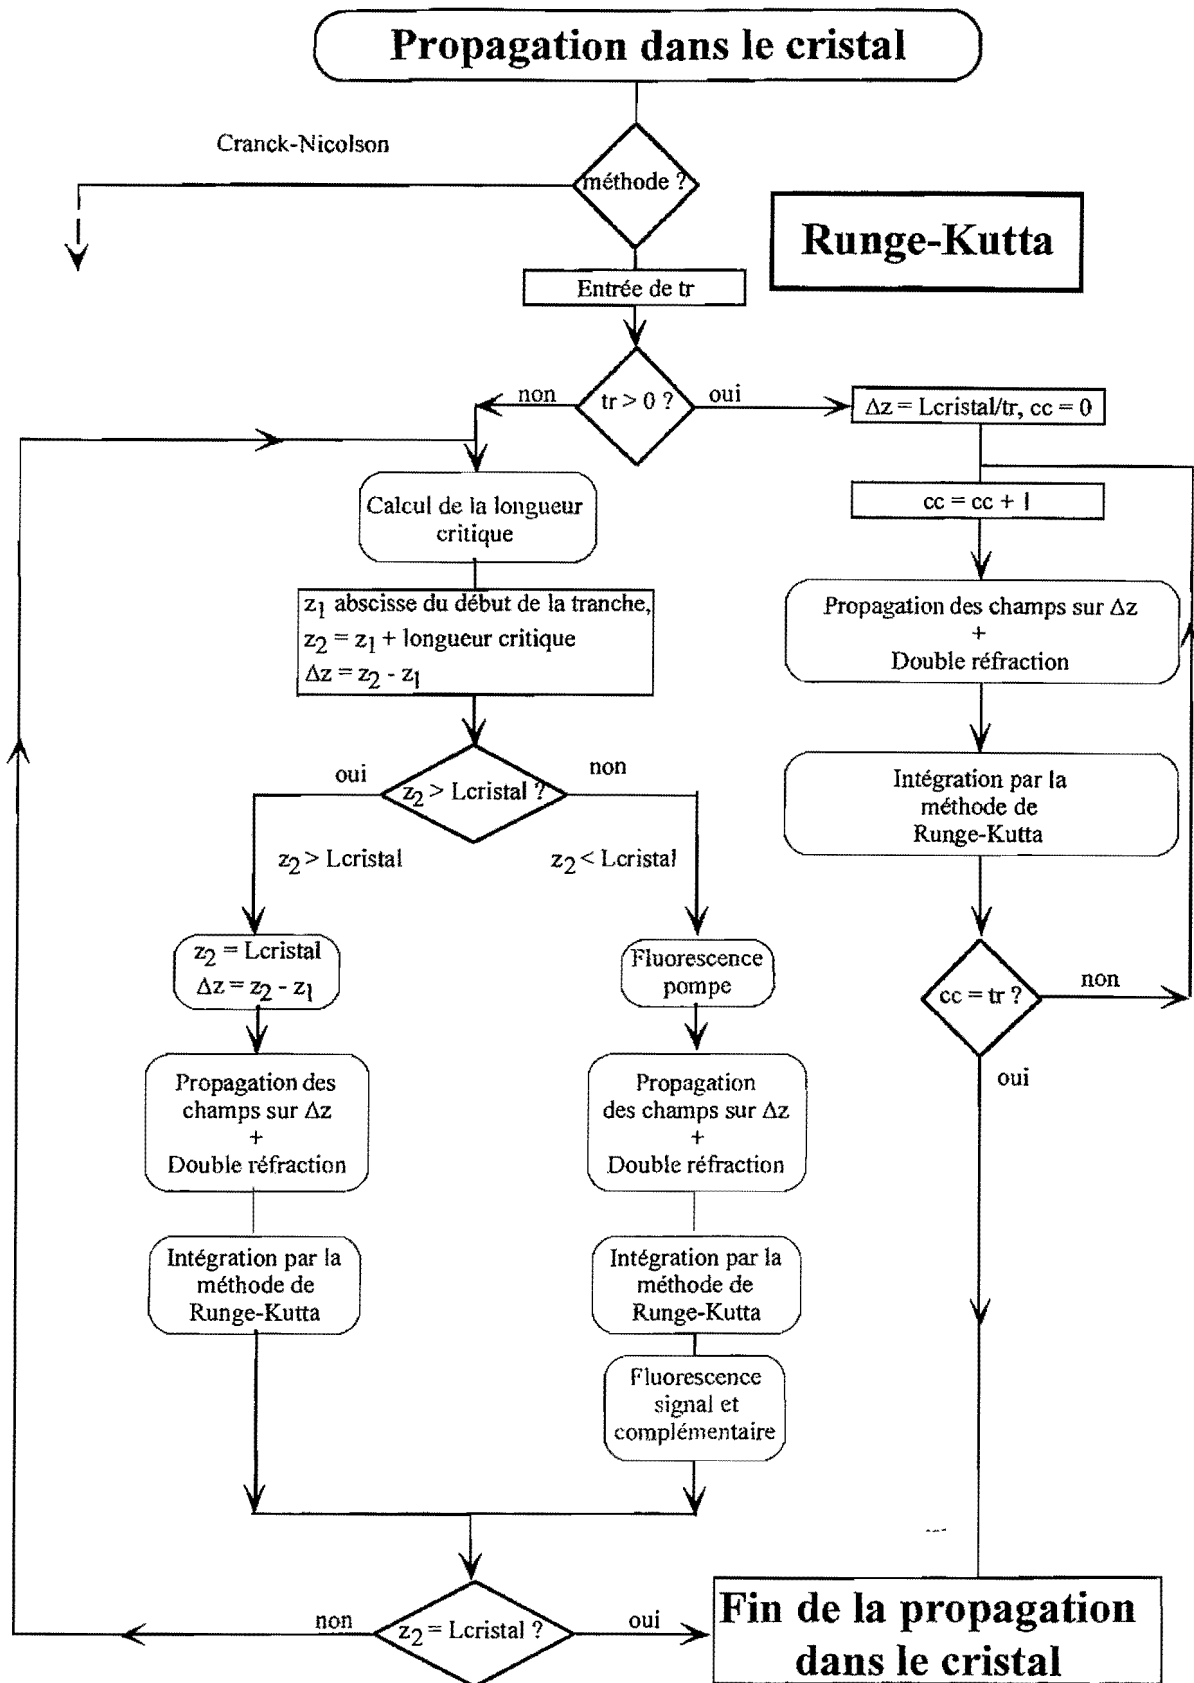 Propagation dans le cristal
Cranck-Nicolson
méthode ?
Runge-Kutta
Entrée de tr
non
tr > 0 ?
oui
Δz = Lcristal/tr, cc = 0
Calcul de la longueur
critique
cc = cc + 1
z1 abscisse du début de la tranche,
z2 = z1 + longueur critique
Δz = z2 - z1
Propagation des champs sur Δz
+
Double réfraction
oui
z2 > Lcristal ?
non
Intégration par la
méthode de
Runge-Kutta
z2 > Lcristal
z2 < Lcristal
z2 = Lcristal
Δz = z2 - z1
Fluorescence
pompe
cc = tr ?
non
oui
Propagation des
champs sur Δz
+
Double réfraction
Propagation
des champs sur Δz
+
Double réfraction
Intégration par la
méthode de
Runge-Kutta
Intégration par la
méthode de
Runge-Kutta
Fluorescence
signal et
complémentaire
non
z2 = Lcristal ?
oui
Fin de la propagation
dans le cristal